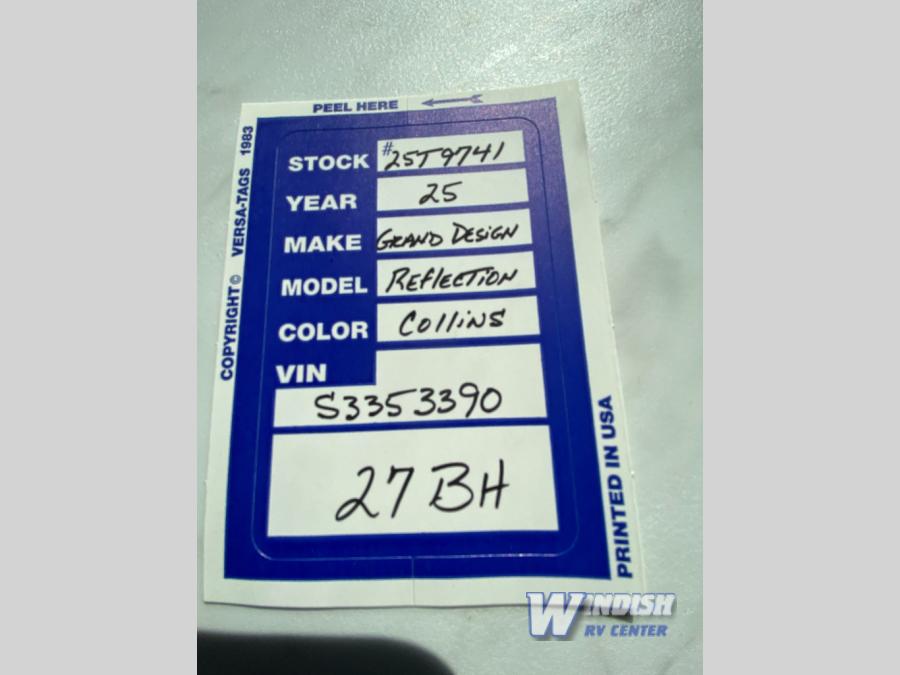 PEEL HERE
COPYRIGHT © VERSA-TAGS 1983
STOCK #25T9741
YEAR 25
MAKE GRAND DESIGN
MODEL REFLECTION
COLOR COLLINS
VIN
S3353390
27 BH
PRINTED IN USA
WINDISH
RV CENTER